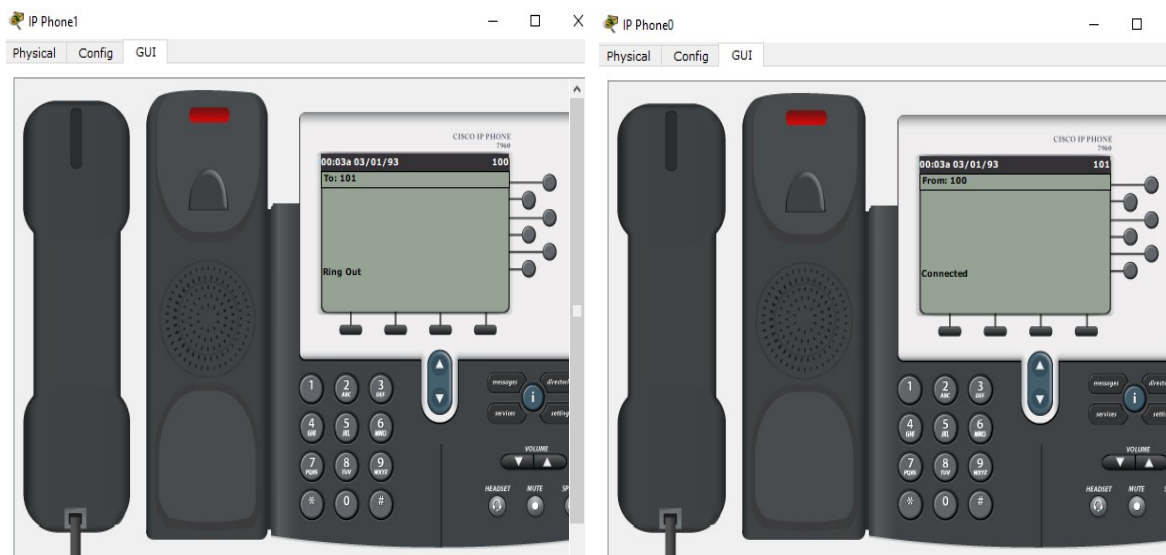 IP Phone1
Physical Config GUI
CISCO IP PHONE
7960
00:03a 03/01/93 100
To: 101
Ring Out
1 2 ABC 3 DEF
4 GHI 5 JKL 6 MNO
7 PQRS 8 TUV 9 WXYZ
* 0 #
messages
i
services
VOLUME
HEADSET MUTE
IP Phone0
Physical Config GUI
CISCO IP PHONE
7960
00:03a 03/01/93 101
From: 100
Connected
1 2 ABC 3 DEF
4 GHI 5 JKL 6 MNO
7 PQRS 8 TUV 9 WXYZ
* 0 #
messages
i
services
VOLUME
HEADSET MUTE